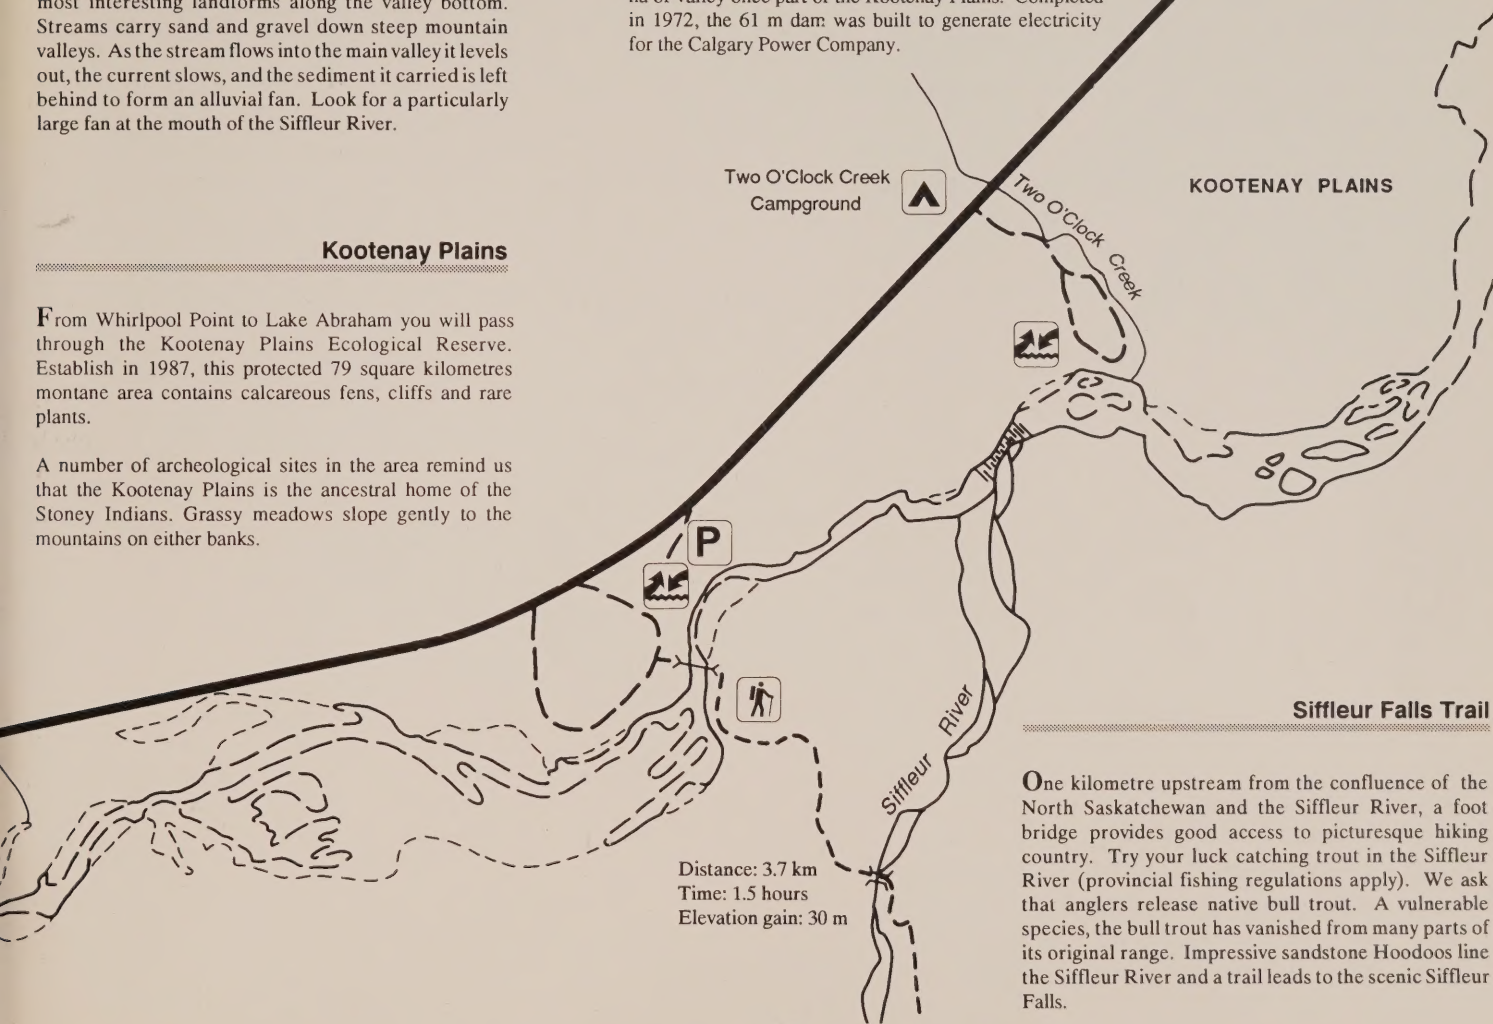 most interesting landforms along the valley bottom.
Streams carry sand and gravel down steep mountain
valleys. As the stream flows into the main valley it levels
out, the current slows, and the sediment it carried is left
behind to form an alluvial fan. Look for a particularly
large fan at the mouth of the Siffleur River.
Kootenay Plains
From Whirlpool Point to Lake Abraham you will pass
through the Kootenay Plains Ecological Reserve.
Establish in 1987, this protected 79 square kilometres
montane area contains calcareous fens, cliffs and rare
plants.
A number of archeological sites in the area remind us
that the Kootenay Plains is the ancestral home of the
Stoney Indians. Grassy meadows slope gently to the
mountains on either banks.
of valley once part of the Kootenay Plains. Completed
in 1972, the 61 m dam was built to generate electricity
for the Calgary Power Company.
Two O'Clock Creek
Campground
Two O'Clock Creek
KOOTENAY PLAINS
P
Siffleur River
Distance: 3.7 km
Time: 1.5 hours
Elevation gain: 30 m
Siffleur Falls Trail
One kilometre upstream from the confluence of the
North Saskatchewan and the Siffleur River, a foot
bridge provides good access to picturesque hiking
country. Try your luck catching trout in the Siffleur
River (provincial fishing regulations apply). We ask
that anglers release native bull trout. A vulnerable
species, the bull trout has vanished from many parts of
its original range. Impressive sandstone Hoodoos line
the Siffleur River and a trail leads to the scenic Siffleur
Falls.